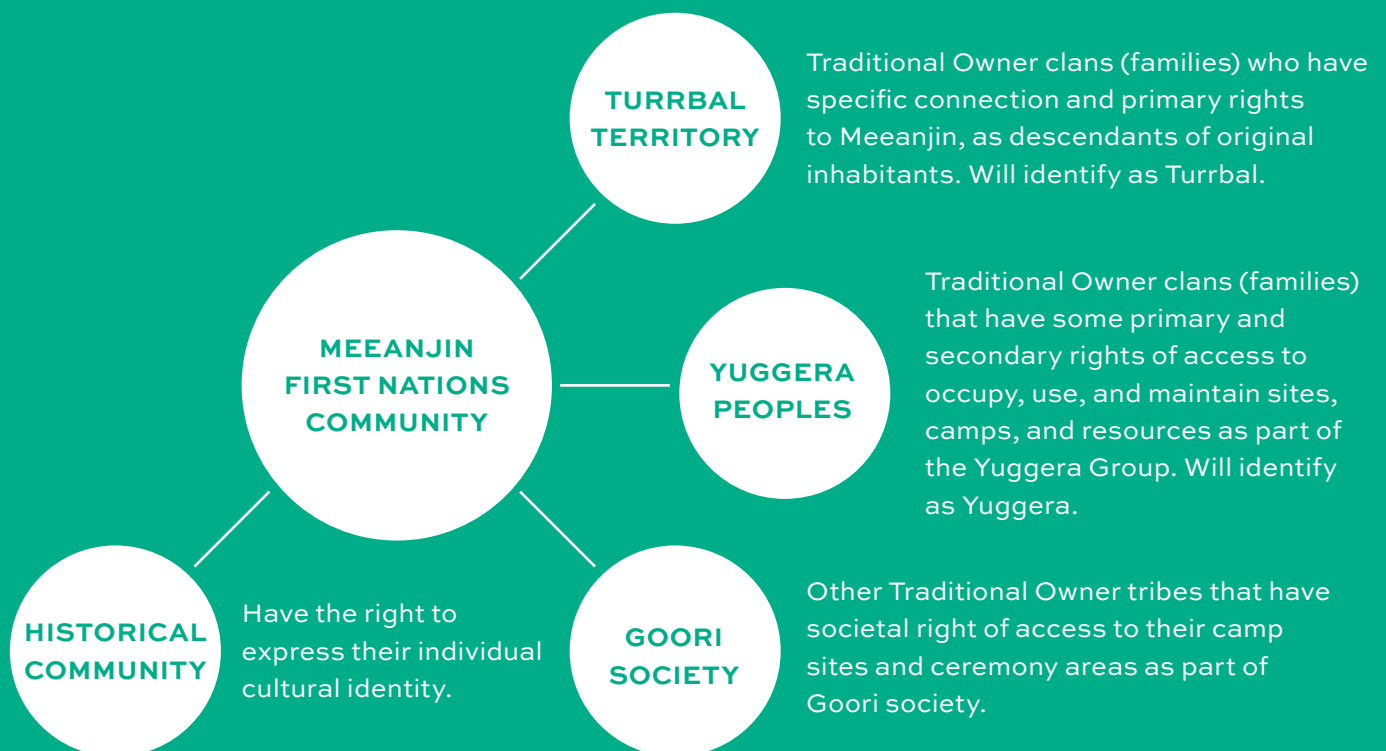 TURRBAL
TERRITORY
Traditional Owner clans (families) who have
specific connection and primary rights
to Meeanjin, as descendants of original
inhabitants. Will identify as Turrbal.
MEEANJIN
FIRST NATIONS
COMMUNITY
YUGGERA
PEOPLES
Traditional Owner clans (families)
that have some primary and
secondary rights of access to
occupy, use, and maintain sites,
camps, and resources as part of
the Yuggera Group. Will identify
as Yuggera.
HISTORICAL
COMMUNITY
Have the right to
express their individual
cultural identity.
GOORI
SOCIETY
Other Traditional Owner tribes that have
societal right of access to their camp
sites and ceremony areas as part of
Goori society.